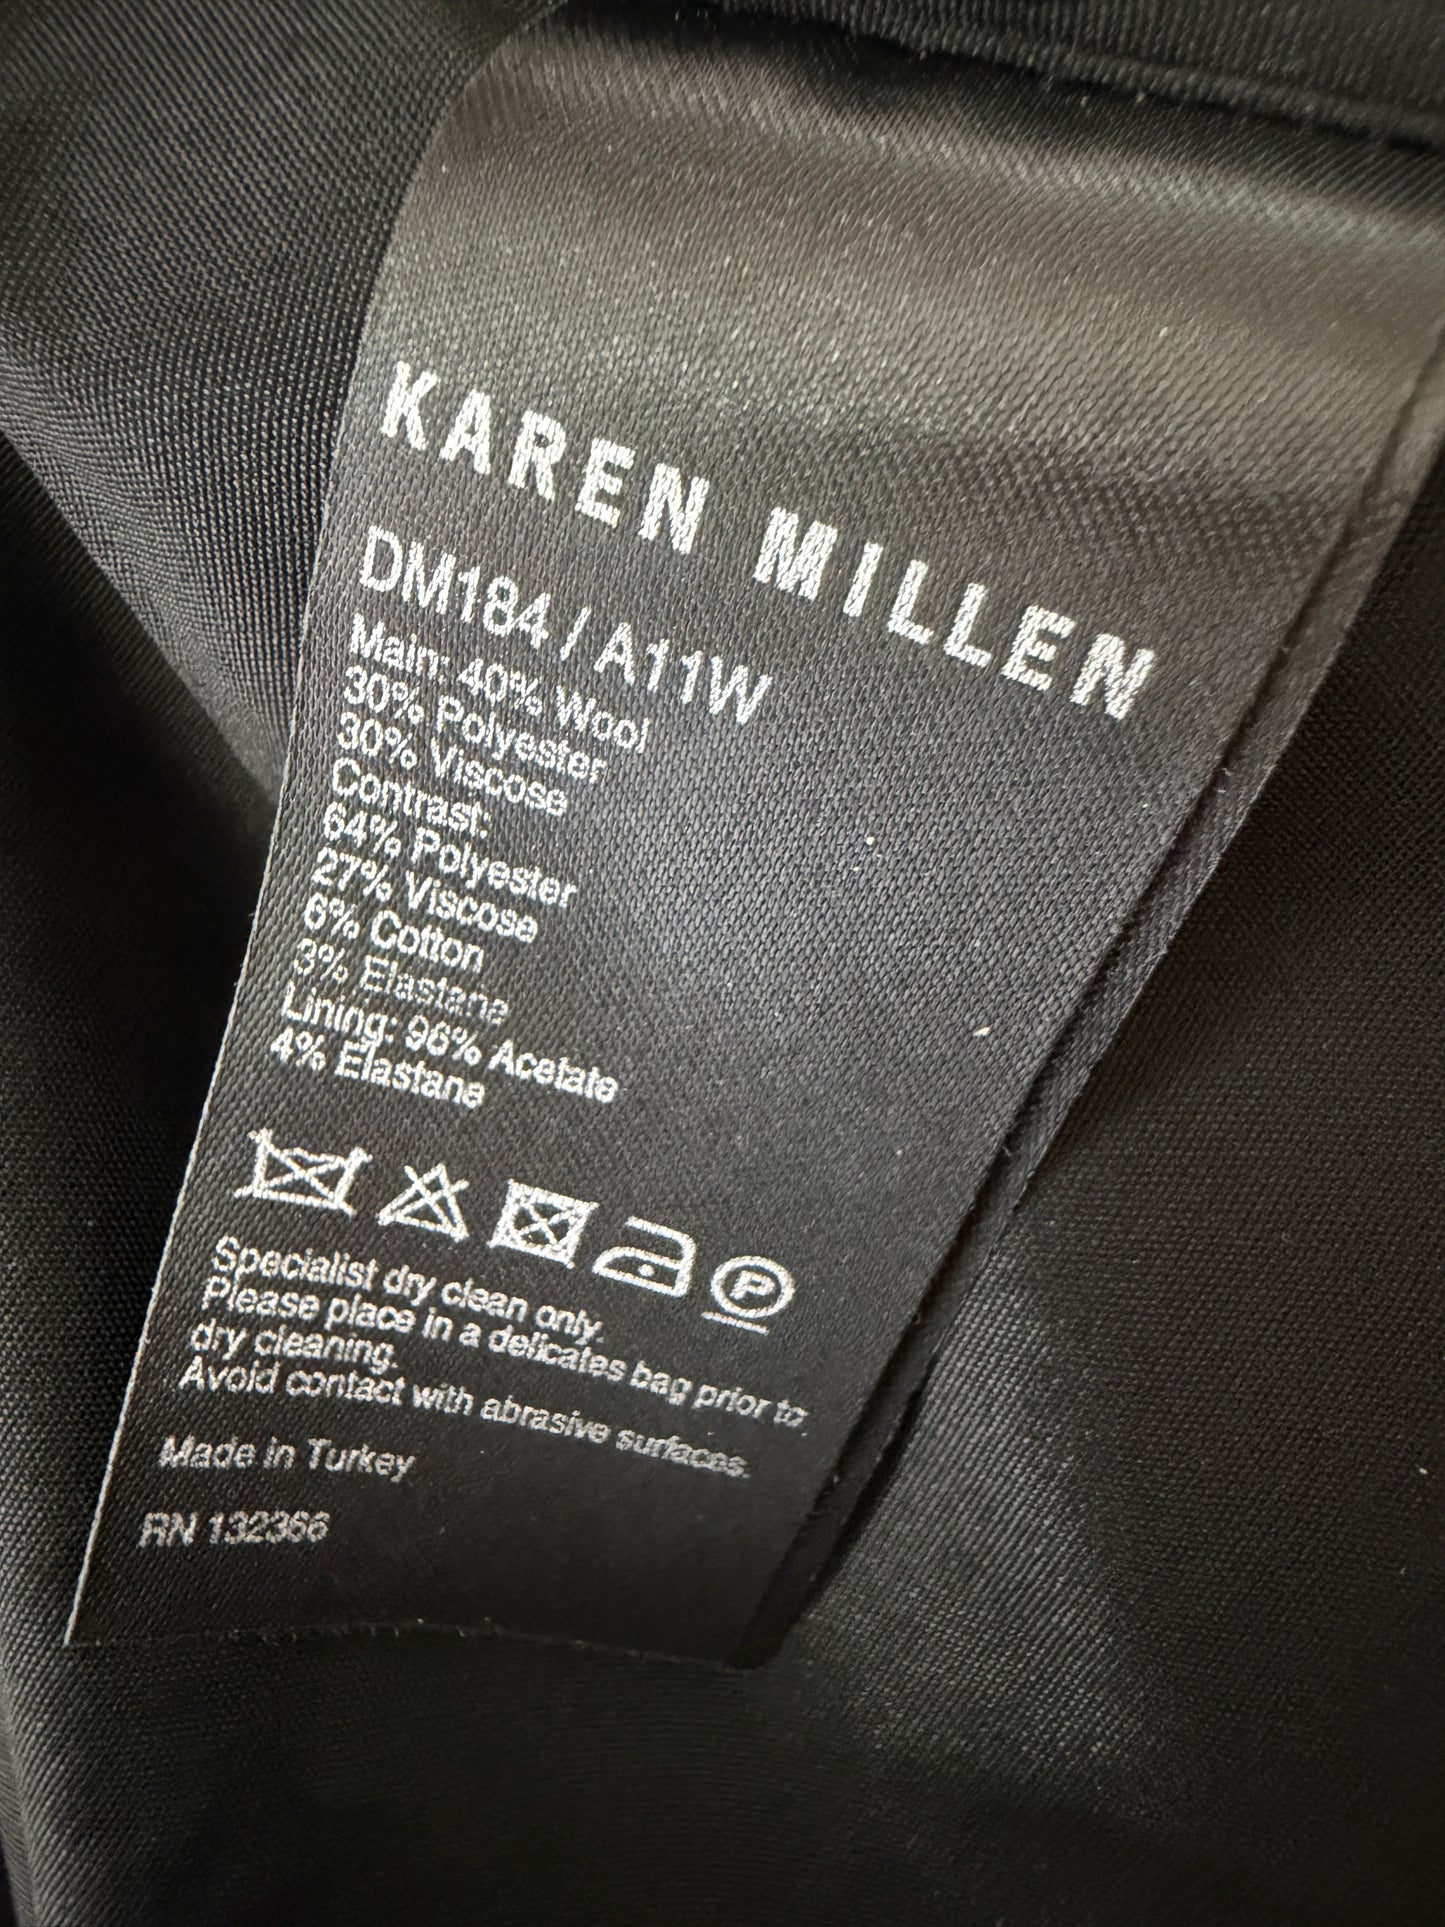 KAREN MILLEN
DM184 / A11W
Main: 40% Wool
30% Polyester
30% Viscose
Contrast:
64% Polyester
27% Viscose
6% Cotton
3% Elastane
Lining: 96% Acetate
4% Elastane
P
Specialist dry clean only.
Please place in a delicates bag prior to
dry cleaning.
Avoid contact with abrasive surfaces.
Made in Turkey
RN 132366